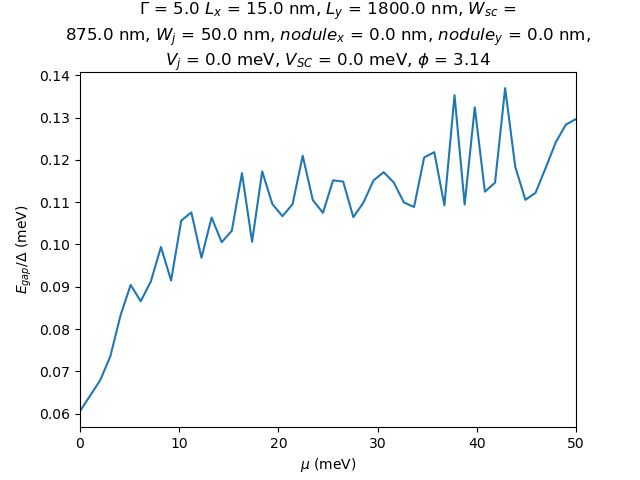 Γ = 5.0 Lₓ = 15.0 nm, L_y = 1800.0 nm, W_sc =
875.0 nm, W_j = 50.0 nm, noduleₓ = 0.0 nm, nodule_y = 0.0 nm,
V_j = 0.0 meV, V_SC = 0.0 meV, ϕ = 3.14
0.14
0.13
0.12
0.11
0.10
0.09
0.08
0.07
0.06
E_gap/Δ (meV)
0 10 20 30 40 50
μ (meV)